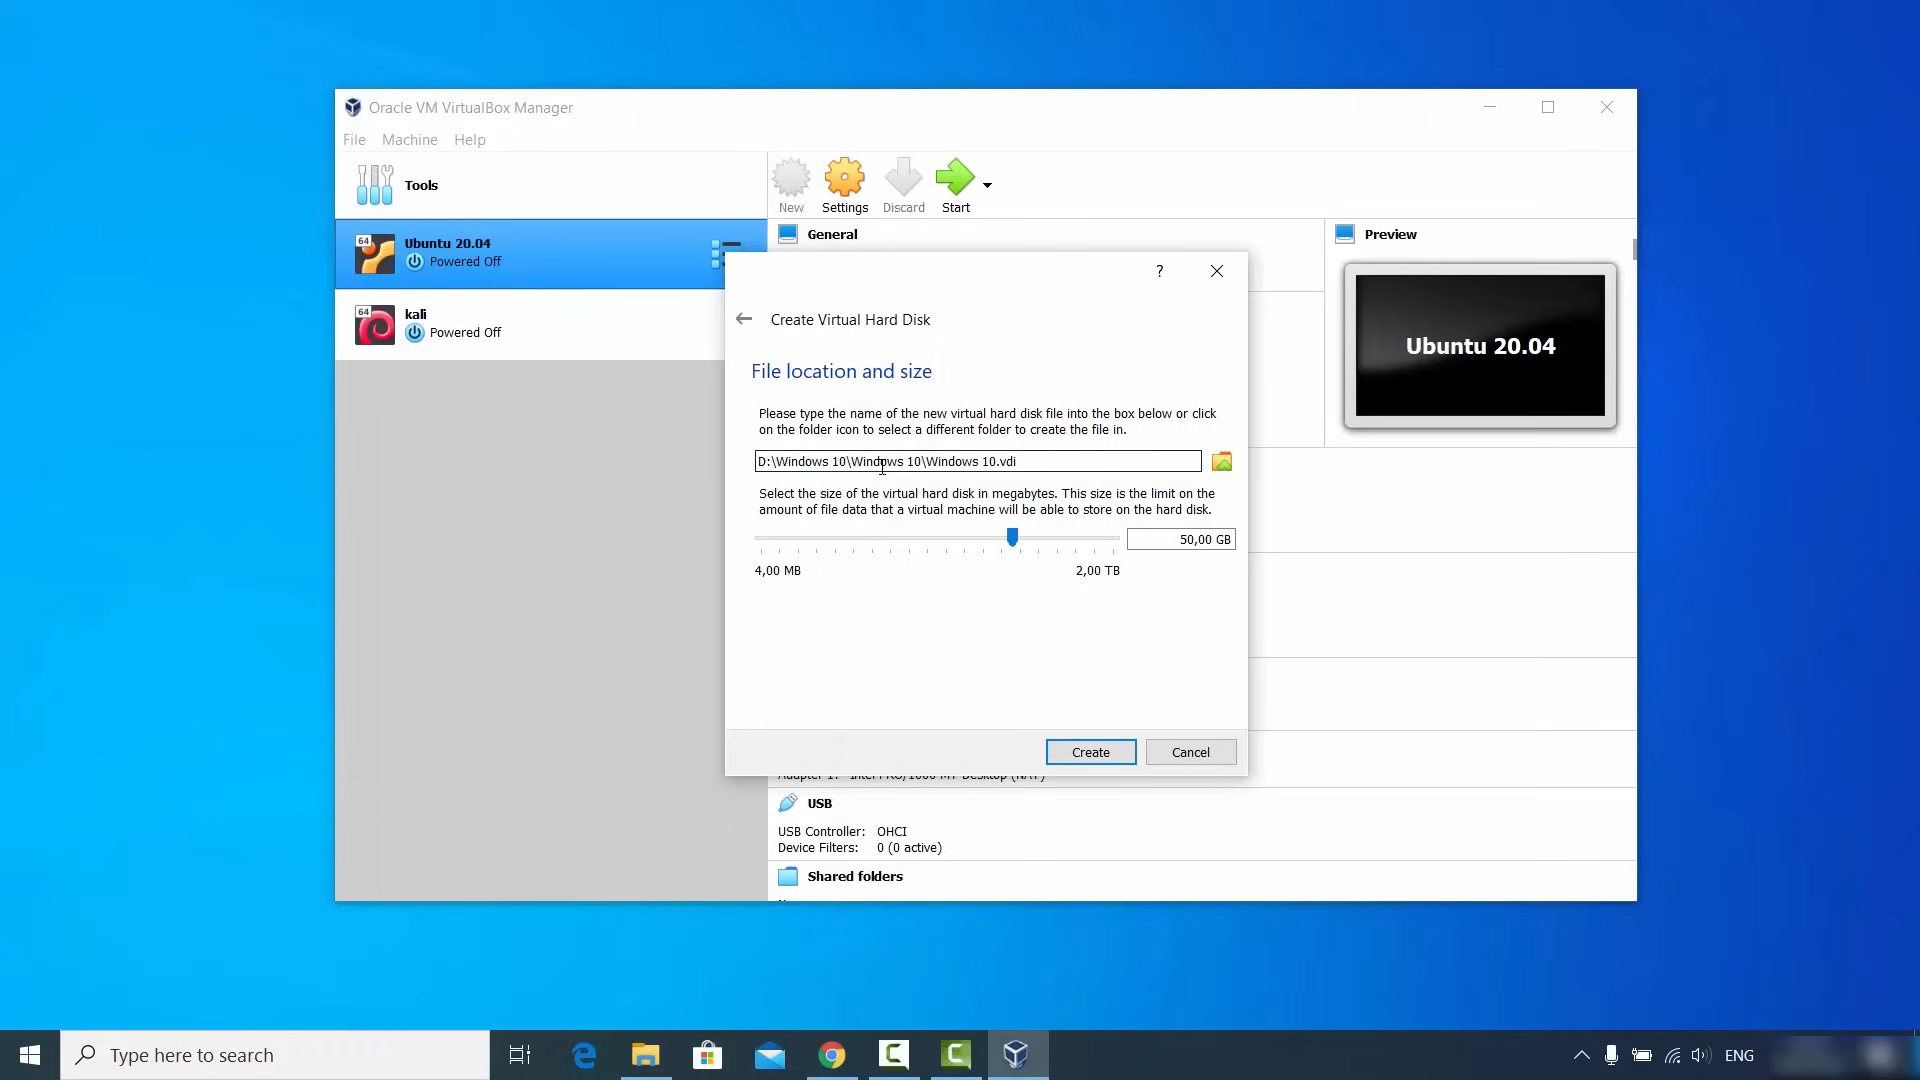 Oracle VM VirtualBox Manager
File Machine Help
Tools
New Settings Discard Start
64
Ubuntu 20.04
Powered Off
64
kali
Powered Off
General
Preview
Ubuntu 20.04
?
Create Virtual Hard Disk
File location and size
Please type the name of the new virtual hard disk file into the box below or click
on the folder icon to select a different folder to create the file in.
D:\Windows 10\Windows 10\Windows 10.vdi
Select the size of the virtual hard disk in megabytes. This size is the limit on the
amount of file data that a virtual machine will be able to store on the hard disk.
50,00 GB
4,00 MB 2,00 TB
Create Cancel
Adapter 1: Intel PRO/1000 MT Desktop (NAT)
USB
USB Controller: OHCI
Device Filters: 0 (0 active)
Shared folders
Type here to search
ENG